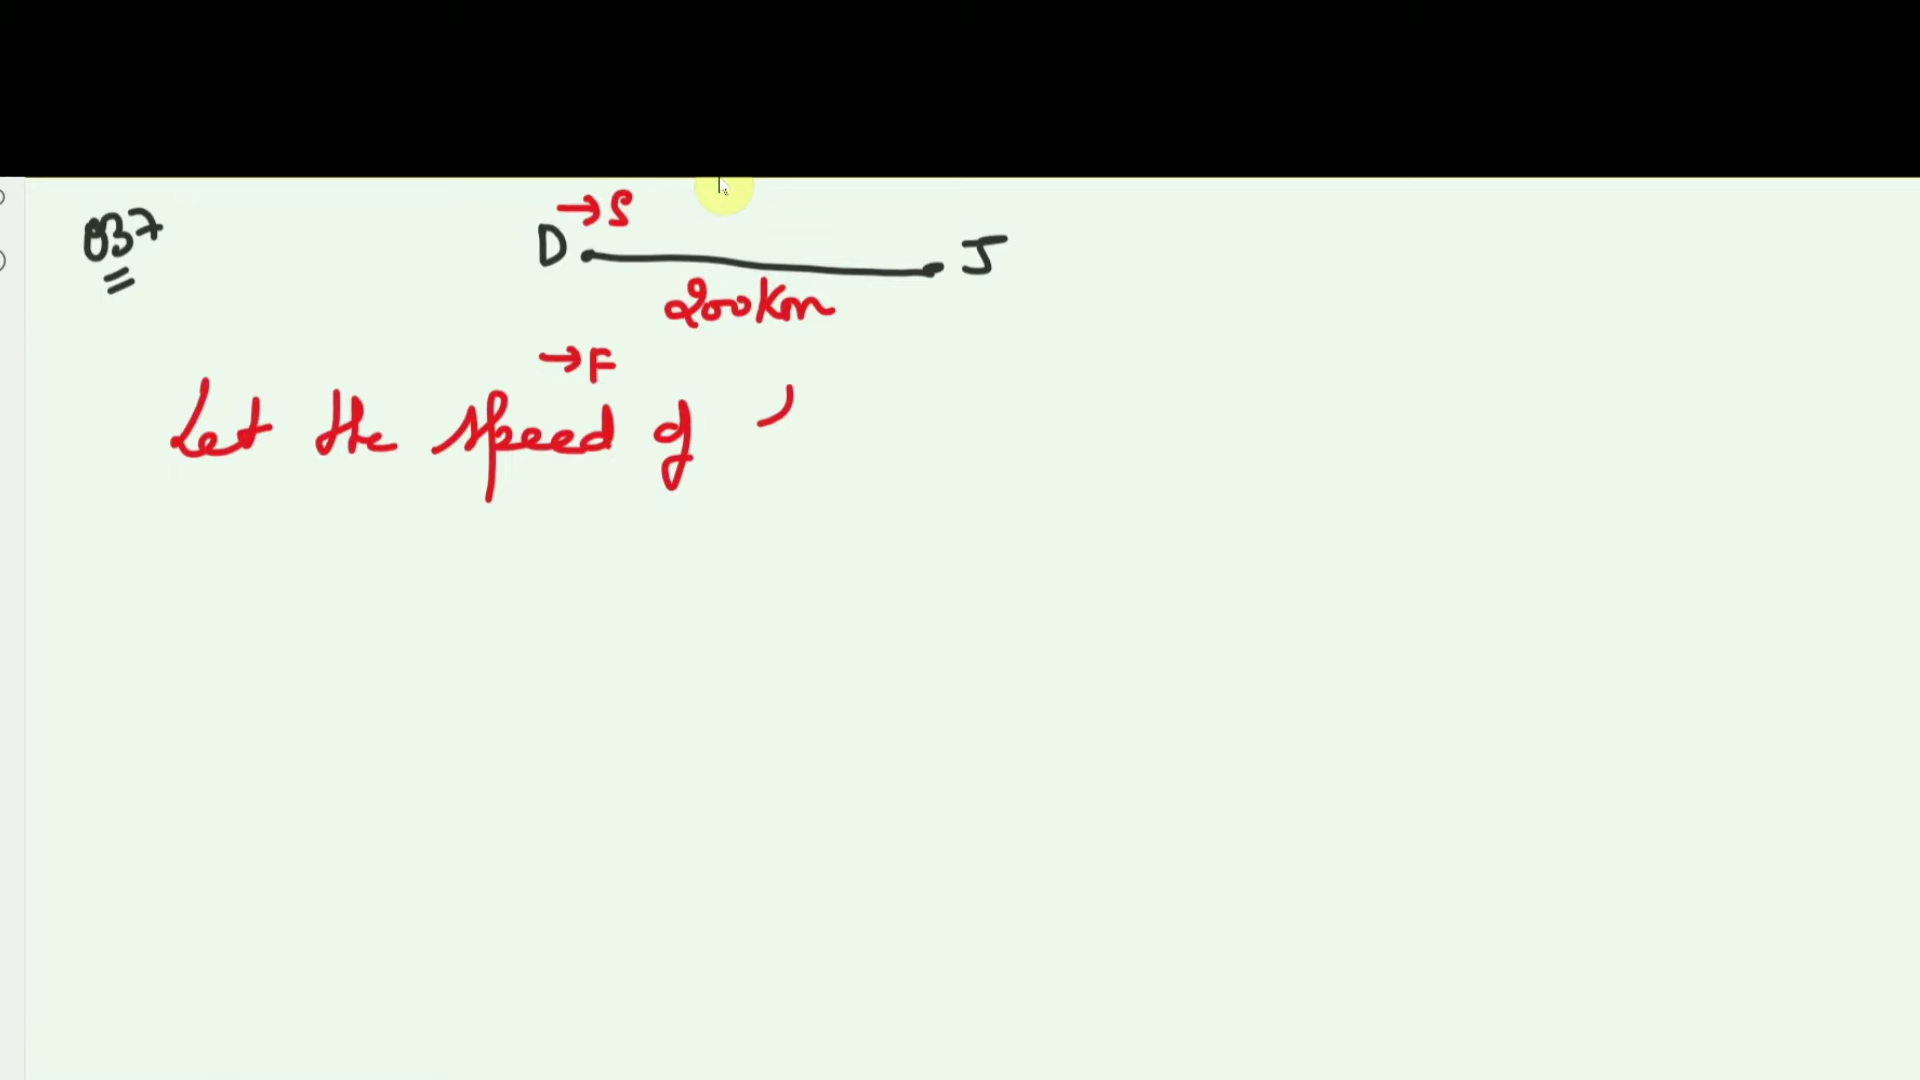 Q37
→S
D J
200km
→F
Let the speed of